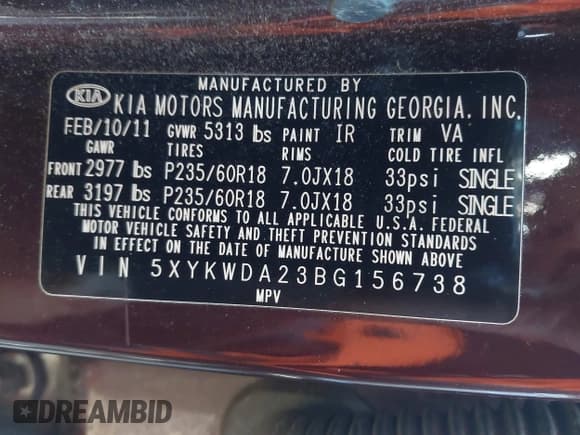 MANUFACTURED BY
KIA KIA MOTORS MANUFACTURING GEORGIA, INC.
FEB/10/11 GVWR 5313 lbs PAINT IR TRIM VA
GAWR TIRES RIMS COLD TIRE INFL
FRONT 2977 lbs P235/60R18 7.0JX18 33psi SINGLE
REAR 3197 lbs P235/60R18 7.0JX18 33psi SINGLE
THIS VEHICLE CONFORMS TO ALL APPLICABLE U.S.A. FEDERAL
MOTOR VEHICLE SAFETY AND THEFT PREVENTION STANDARDS
IN EFFECT ON THE DATE OF MANUFACTURE SHOWN ABOVE
VIN 5XYKWDA23BG156738
MPV
DREAMBID